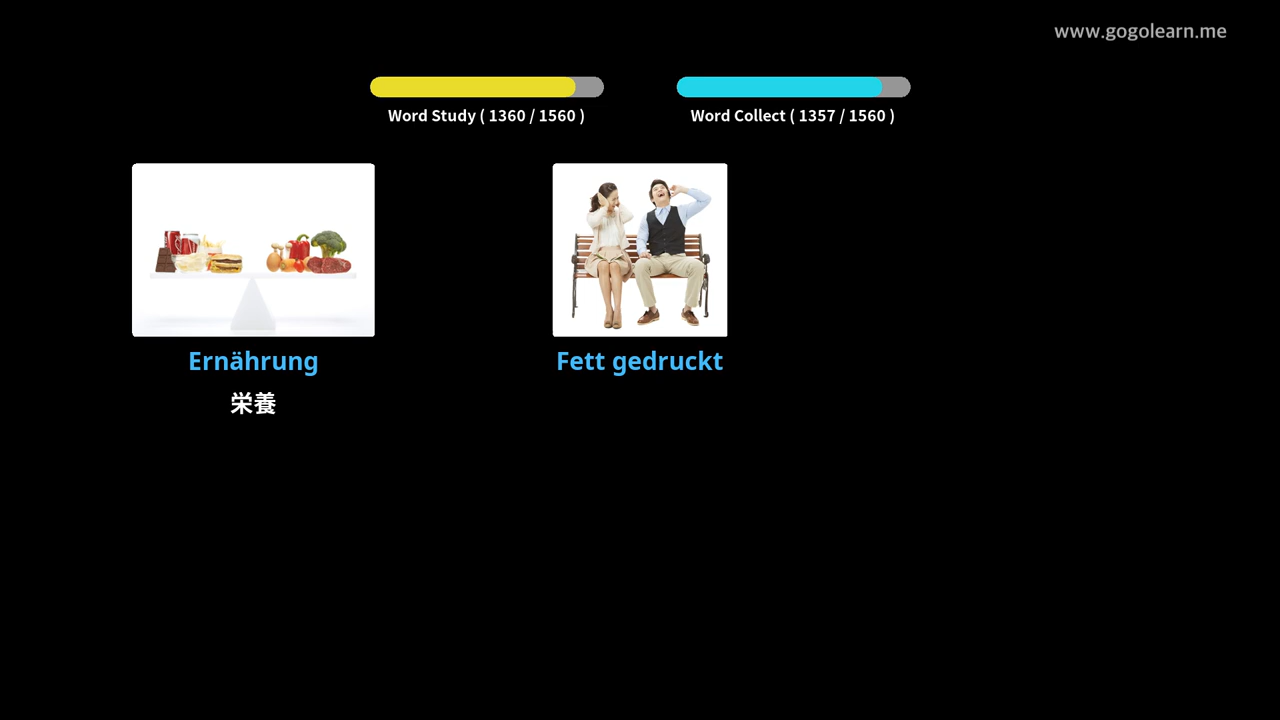 www.gogolearn.me
Word Study ( 1360 / 1560 )
Word Collect ( 1357 / 1560 )
Ernährung
Fett gedruckt
栄養